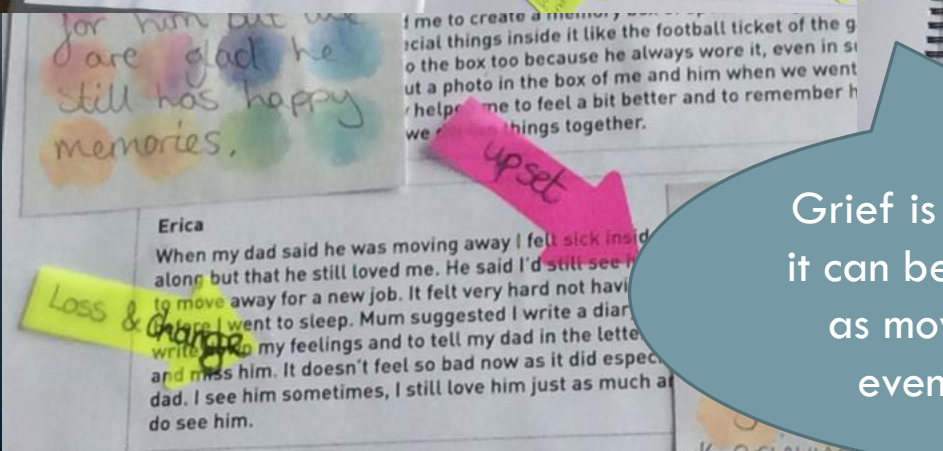 for him but we
are glad he
still has happy
memories.
f me to create a memory box
ecial things inside it like the football ticket of the g
o the box too because he always wore it, even in s
ut a photo in the box of me and him when we went
help me to feel a bit better and to remember h
we things together.
upset
Erica
When my dad said he was moving away I felt sick insid
along but that he still loved me. He said I'd still see h
to move away for a new job. It felt very hard not havi
I went to sleep. Mum suggested I write a diar
write my feelings and to tell my dad in the lette
and miss him. It doesn't feel so bad now as it did espec
dad. I see him sometimes, I still love him just as much a
do see him.
Loss & change
Grief is
it can be
as mov
even